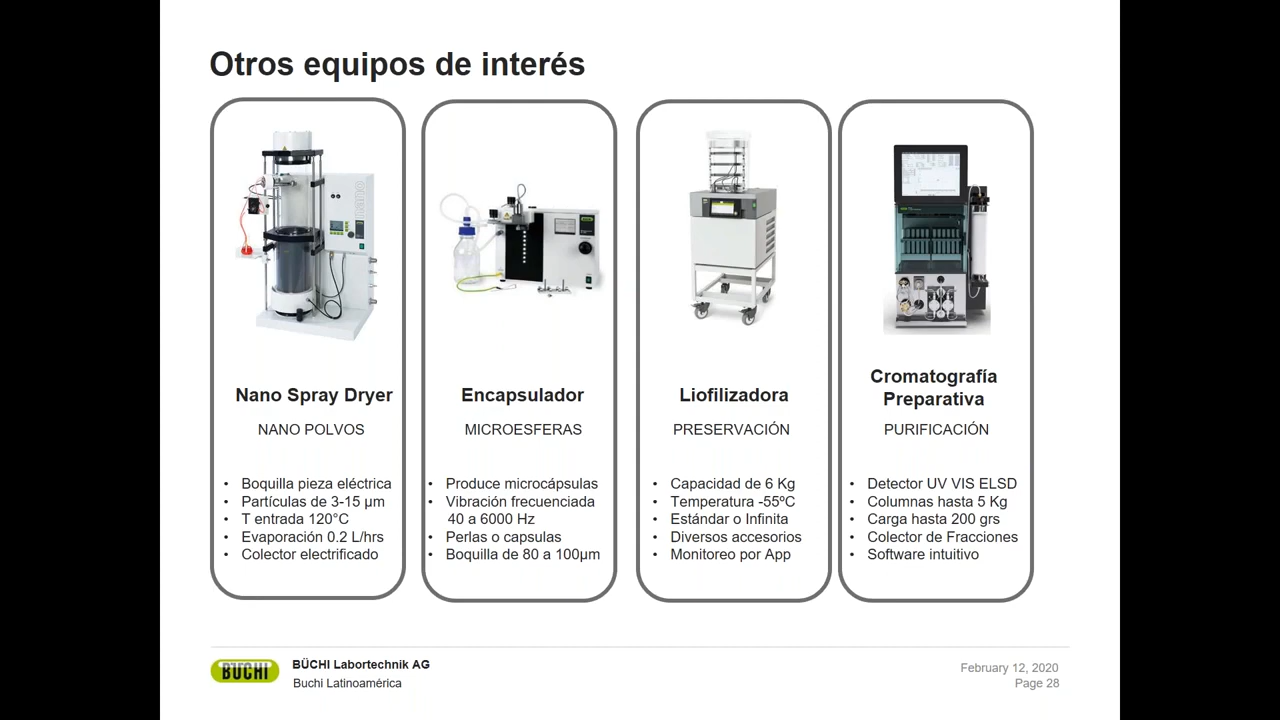 Otros equipos de interés
Nano Spray Dryer
NANO POLVOS
• Boquilla pieza eléctrica
• Partículas de 3-15 µm
• T entrada 120°C
• Evaporación 0.2 L/hrs
• Colector electrificado
Encapsulador
MICROESFERAS
• Produce microcápsulas
• Vibración frecuenciada
40 a 6000 Hz
• Perlas o capsulas
• Boquilla de 80 a 100µm
Liofilizadora
PRESERVACIÓN
• Capacidad de 6 Kg
• Temperatura -55ºC
• Estándar o Infinita
• Diversos accesorios
• Monitoreo por App
Cromatografía
Preparativa
PURIFICACIÓN
• Detector UV VIS ELSD
• Columnas hasta 5 Kg
• Carga hasta 200 grs
• Colector de Fracciones
• Software intuitivo
BÜCHI
BÜCHI Labortechnik AG
Buchi Latinoamérica
February 12, 2020
Page 28